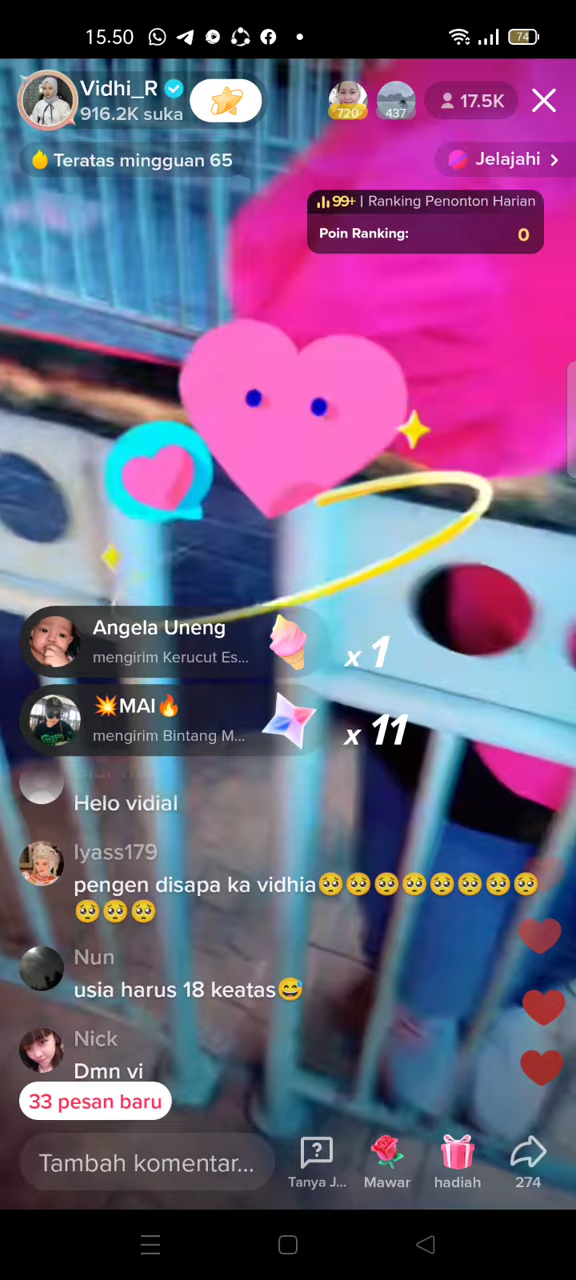 15.50
74
Vidhi_R
916.2K suka
720
437
17.5K
Teratas mingguan 65
Jelajahi >
99+ | Ranking Penonton Harian
Poin Ranking: 0
Angela Uneng
mengirim Kerucut Es...
x 1
💥MAI🔥
mengirim Bintang M...
x 11
Helo vidial
lyass179
pengen disapa ka vidhia🥺🥺🥺🥺🥺🥺🥺🥺
🥺🥺🥺
Nun
usia harus 18 keatas😅
Nick
Dmn vi
33 pesan baru
Tambah komentar...
Tanya J...
Mawar
hadiah
274